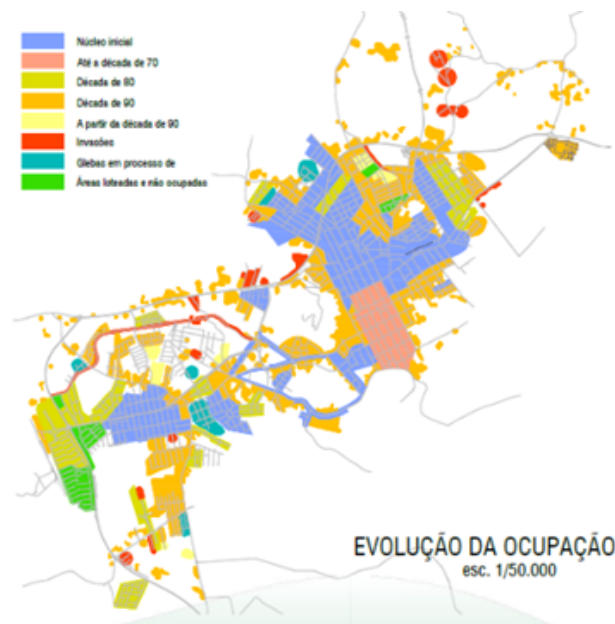 Núcleo inicial
Até a década de 70
Década de 80
Década de 90
A partir da década de 90
Invasões
Glebas em processo de
Áreas loteadas e não ocupadas
EVOLUÇÃO DA OCUPAÇÃO
esc. 1/50.000